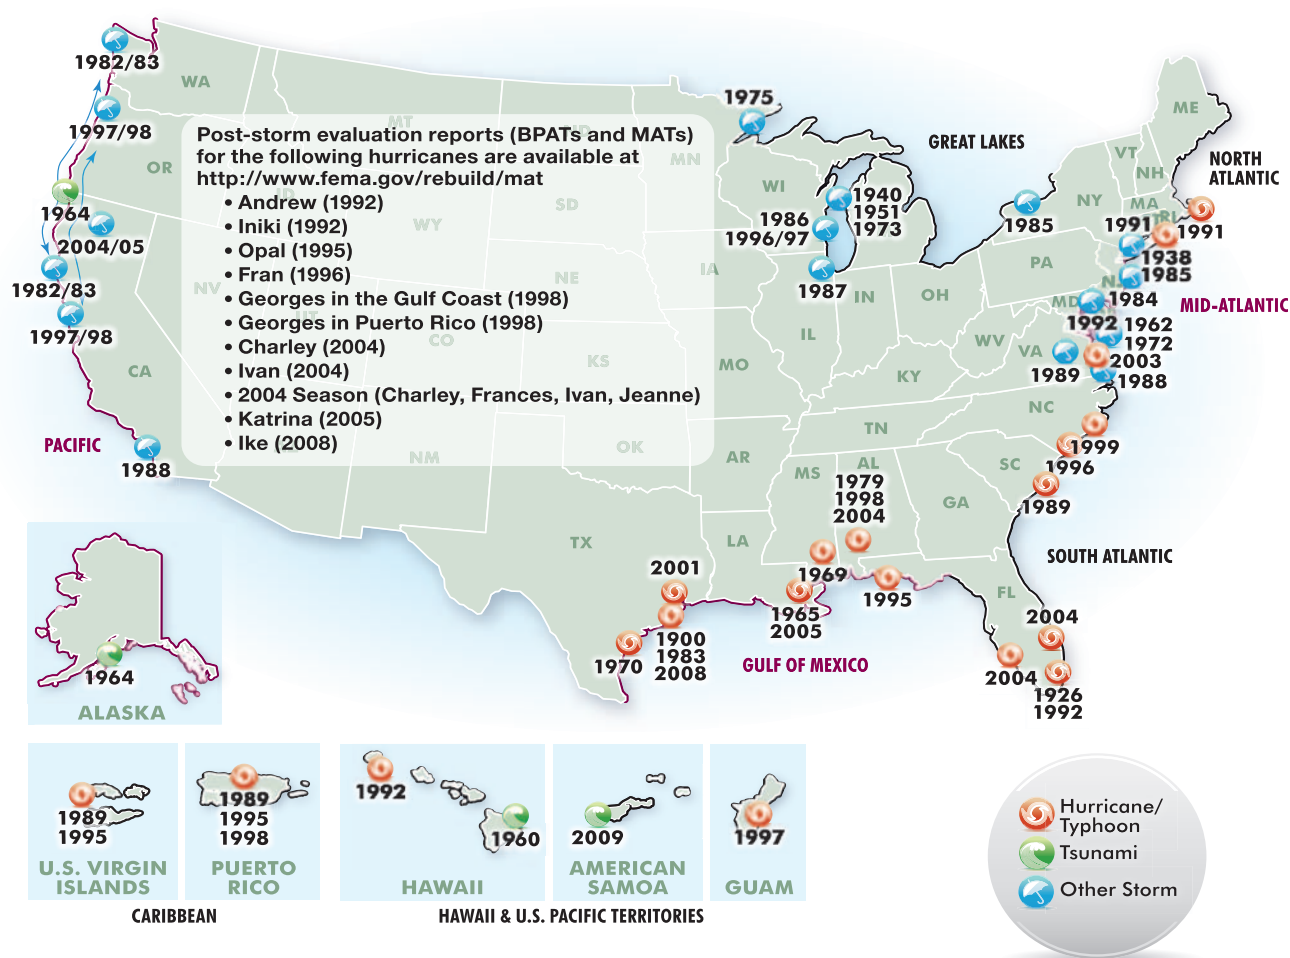 1982/83
WA
1997/98
OR
1964
2004/05
1982/83
1997/98
NV
CA
PACIFIC
1988
Post-storm evaluation reports (BPATs and MATs)
for the following hurricanes are available at
http://www.fema.gov/rebuild/mat
• Andrew (1992)
• Iniki (1992)
• Opal (1995)
• Fran (1996)
• Georges in the Gulf Coast (1998)
• Georges in Puerto Rico (1998)
• Charley (2004)
• Ivan (2004)
• 2004 Season (Charley, Frances, Ivan, Jeanne)
• Katrina (2005)
• Ike (2008)
MT
ND
ID
SD
WY
NE
UT
CO
KS
NM
OK
MN
IA
MO
AR
TX
LA
1975
WI
1986
1996/97
1987
1940
1951
1973
GREAT LAKES
1985
IL
IN
OH
KY
TN
MS
AL
1979
1998
2004
GA
SC
NC
WV
VA
PA
NY
VT
NH
ME
MA
CT
RI
NJ
MD
NORTH
ATLANTIC
1991
1991
1938
1985
1984
MID-ATLANTIC
1992
1962
1972
2003
1989
1988
1999
1996
1989
SOUTH ATLANTIC
FL
2004
2004
1926
1992
1995
1969
1965
2005
GULF OF MEXICO
2001
1900
1983
2008
1970
1964
ALASKA
1989
1995
U.S. VIRGIN
ISLANDS
1989
1995
1998
PUERTO
RICO
CARIBBEAN
1992
1960
HAWAII
2009
AMERICAN
SAMOA
1997
GUAM
HAWAII & U.S. PACIFIC TERRITORIES
Hurricane/
Typhoon
Tsunami
Other Storm